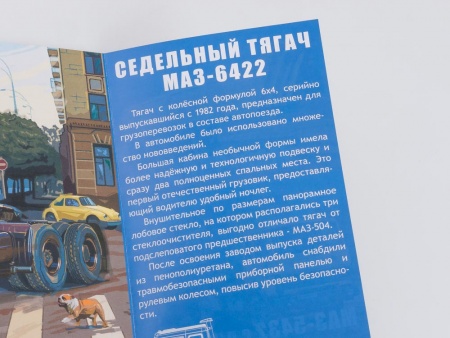 СЕДЕЛЬНЫЙ ТЯГАЧ
МАЗ-6422
Тягач с колёсной формулой 6х4, серийно
выпускавшийся с 1982 года, предназначен для
грузоперевозок в составе автопоезда.
В автомобиле было использовано множе-
ство нововведений.
Большая кабина необычной формы имела
более надёжную и технологичную подвеску и
сразу два полноценных спальных места. Это
первый отечественный грузовик, предоставля-
ющий водителю удобный ночлег.
Внушительное по размерам панорамное
лобовое стекло, на котором располагались три
стеклоочистителя, выгодно отличало тягач от
подслеповатого предшественника - МАЗ-504.
После освоения заводом выпуска деталей
из пенополиуретана, автомобиль снабдили
травмобезопасными приборной панелью и
рулевым колесом, повысив уровень безопасно-
сти.